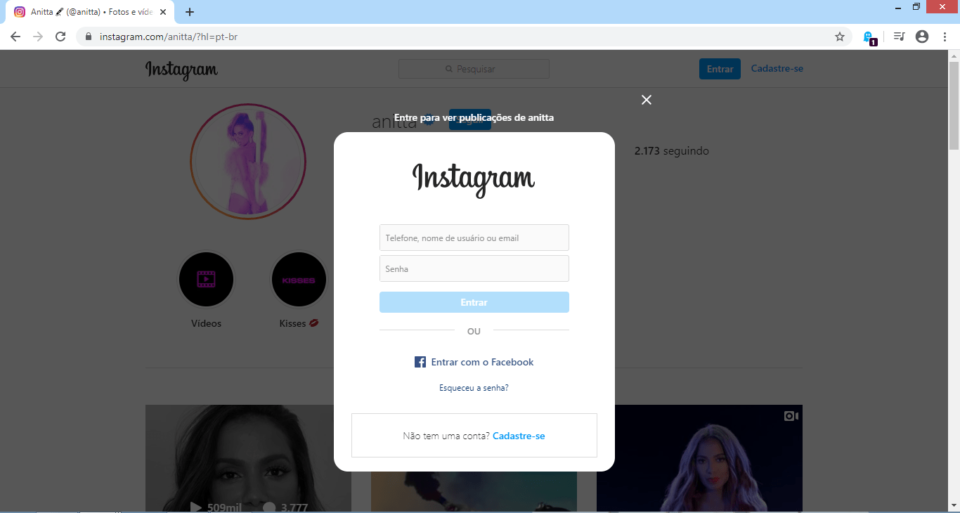 Anitta 🖋 (@anitta) • Fotos e víde
instagram.com/anitta/?hl=pt-br
1
Instagram
Pesquisar
Entrar
Cadastre-se
anitta
Entre para ver publicações de anitta
2.173 seguindo
Instagram
Telefone, nome de usuário ou email
Senha
Entrar
OU
Entrar com o Facebook
Esqueceu a senha?
Não tem uma conta? Cadastre-se
Vídeos
KISSES
Kisses 💋
509mil 3.777